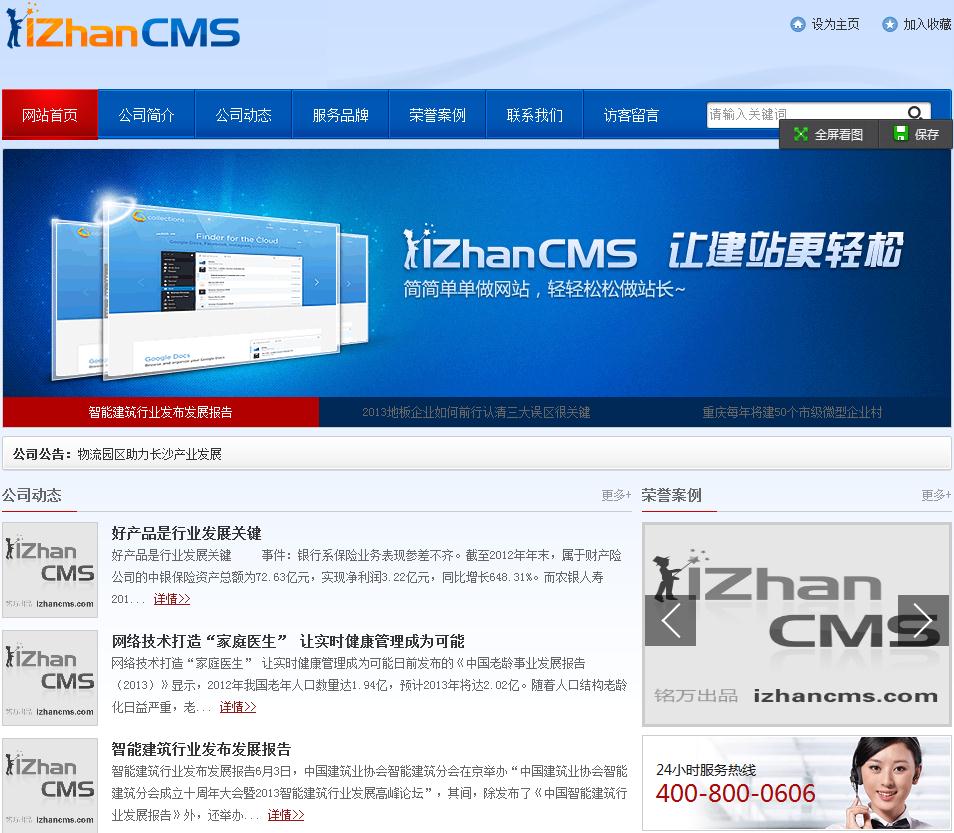 iZhanCMS
设为主页
加入收藏
网站首页
公司简介
公司动态
服务品牌
荣誉案例
联系我们
访客留言
请输入关键词
全屏看图
保存
collections
Finder for the Cloud
Google Docs
iZhanCMS 让建站更轻松
简简单单做网站，轻轻松松做站长~
智能建筑行业发布发展报告
2013地板企业如何前行认清三大误区很关键
重庆每年将建50个市级微型企业村
公司公告：物流园区助力长沙产业发展
公司动态
更多+
iZhan
CMS
izhancms.com
好产品是行业发展关键
好产品是行业发展关键　　事件：银行系保险业务表现参差不齐。截至2012年年末，属于财产险
公司的中银保险资产总额为72.63亿元，实现净利润3.22亿元，同比增长648.31%。而农银人寿
201... 详情>>
iZhan
CMS
izhancms.com
网络技术打造“家庭医生” 让实时健康管理成为可能
网络技术打造“家庭医生” 让实时健康管理成为可能日前发布的《中国老龄事业发展报告
（2013）》显示，2012年我国老年人口数量达1.94亿，预计2013年将达2.02亿。随着人口结构老龄
化日益严重，老... 详情>>
iZhan
CMS
izhancms.com
智能建筑行业发布发展报告
智能建筑行业发布发展报告6月3日，中国建筑业协会智能建筑分会在京举办“中国建筑业协会智能
建筑分会成立十周年大会暨2013智能建筑行业发展高峰论坛”，其间，除发布了《中国智能建筑行
业发展报告》外，还举办... 详情>>
荣誉案例
更多+
iZhan
CMS
铭万出品 izhancms.com
24小时服务热线
400-800-0606